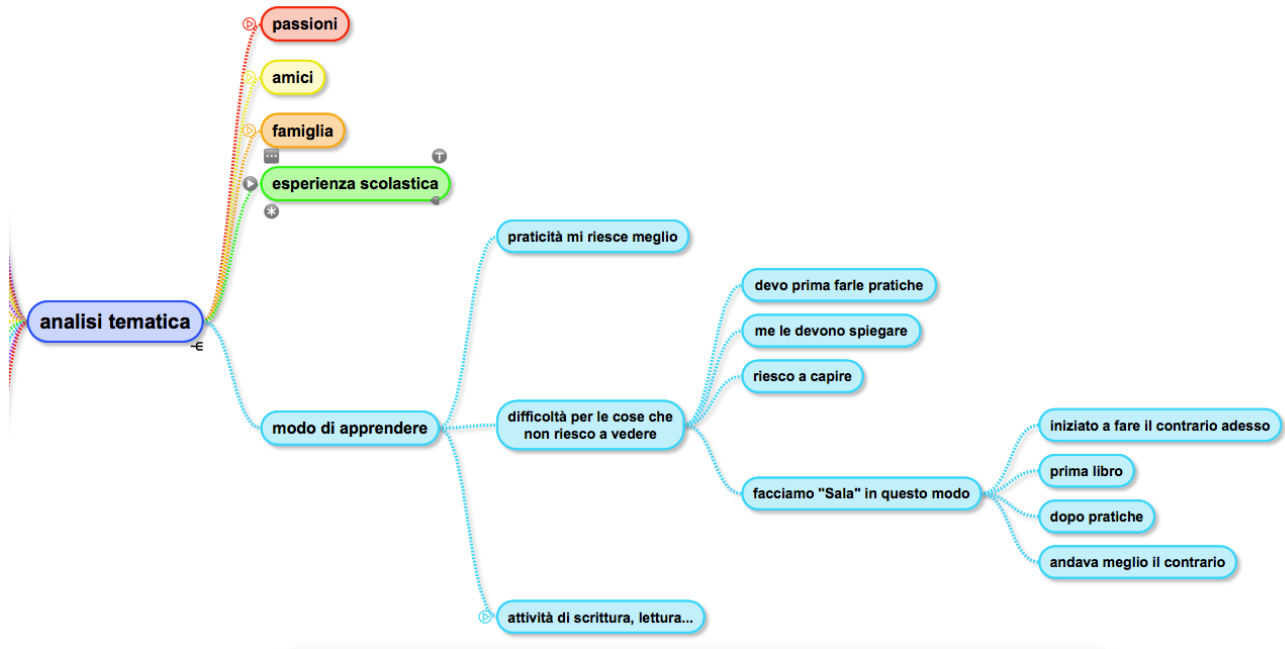 passioni
amici
famiglia
esperienza scolastica
analisi tematica
modo di apprendere
praticità mi riesce meglio
difficoltà per le cose che
non riesco a vedere
devo prima farle pratiche
me le devono spiegare
riesco a capire
facciamo "Sala" in questo modo
iniziato a fare il contrario adesso
prima libro
dopo pratiche
andava meglio il contrario
attività di scrittura, lettura...